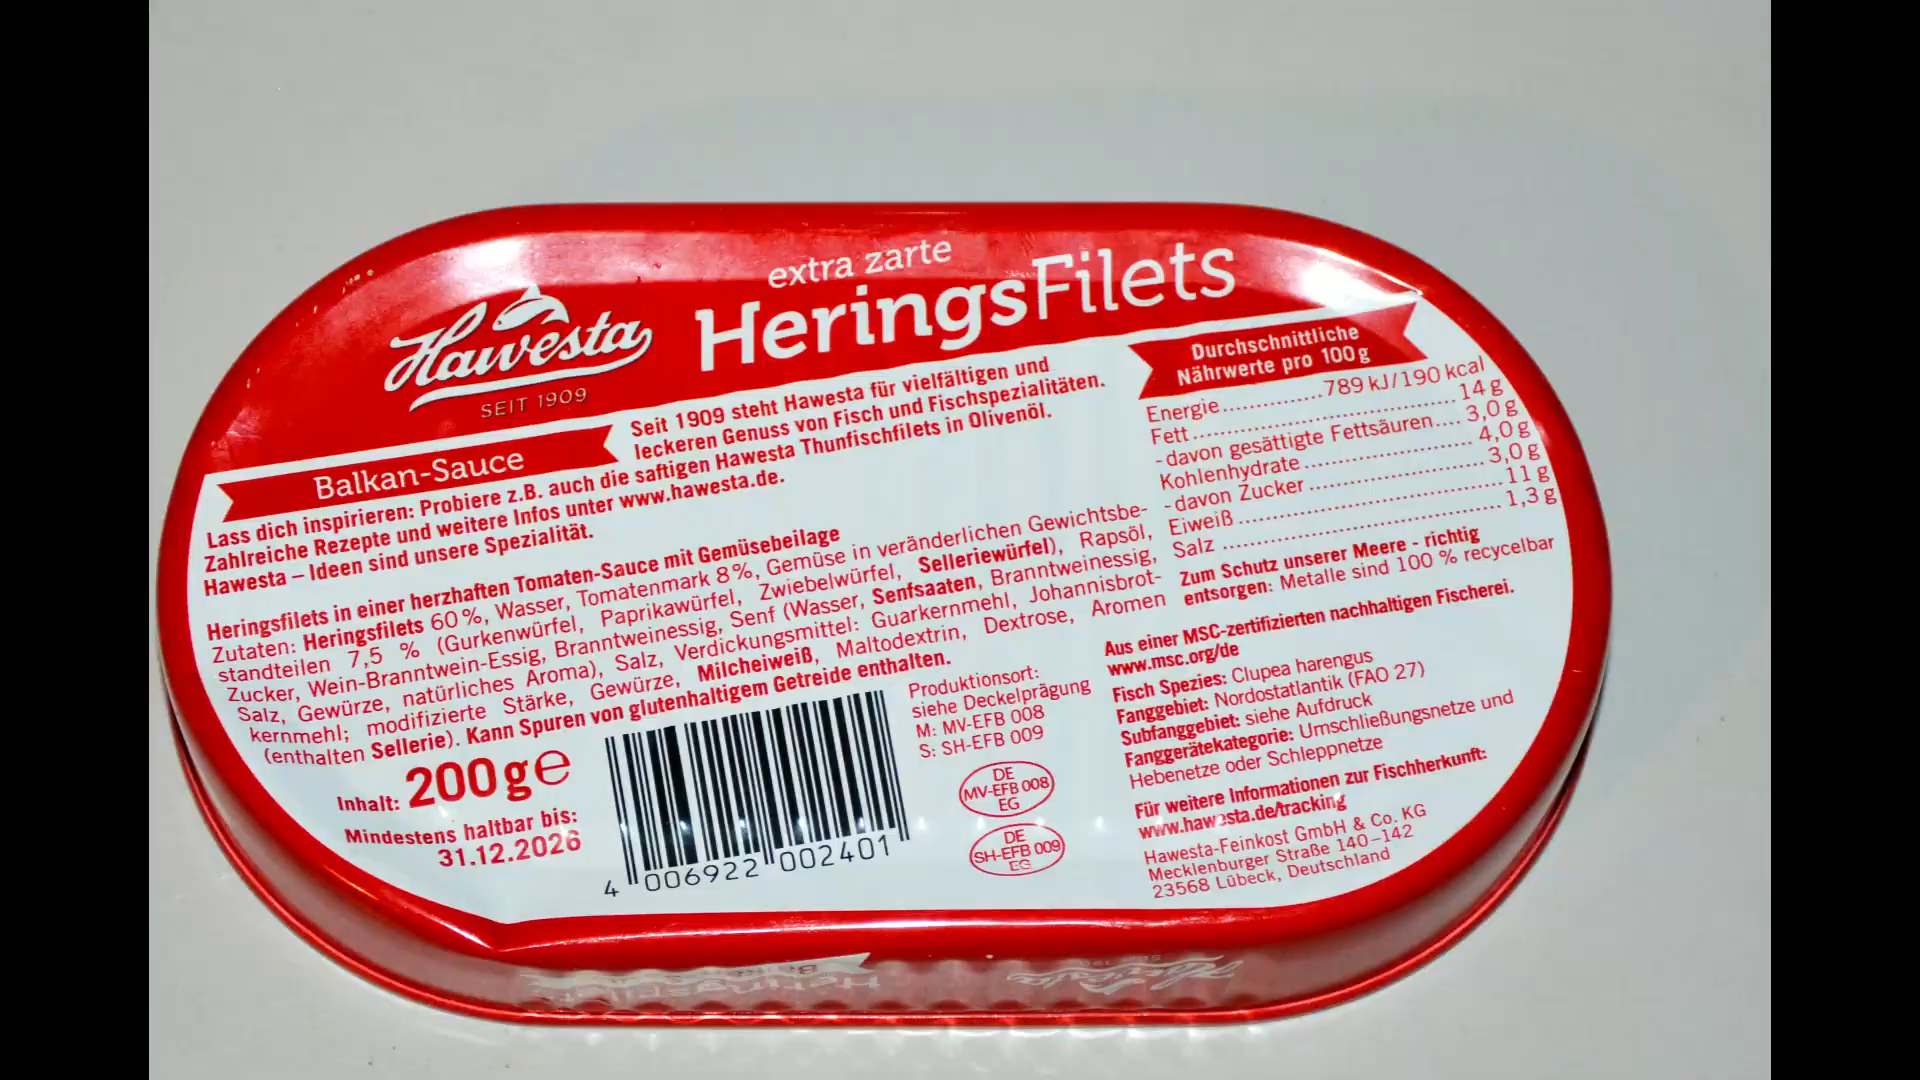 extra zarte
HeringsFilets
Hawesta
SEIT 1909
Balkan-Sauce
Seit 1909 steht Hawesta für vielfältigen und
leckeren Genuss von Fisch und Fischspezialitäten.
Lass dich inspirieren: Probiere z.B. auch die saftigen Hawesta Thunfischfilets in Olivenöl.
Zahlreiche Rezepte und weitere Infos unter www.hawesta.de.
Hawesta – Ideen sind unsere Spezialität.
Heringsfilets in einer herzhaften Tomaten-Sauce mit Gemüsebeilage
Zutaten: Heringsfilets 60%, Wasser, Tomatenmark 8%, Gemüse in veränderlichen Gewichtsbe-
standteilen 7,5 % (Gurkenwürfel, Paprikawürfel, Zwiebelwürfel, Selleriewürfel), Rapsöl,
Zucker, Wein-Branntwein-Essig, Branntweinessig, Senf (Wasser, Senfsaaten, Branntweinessig,
Salz, Gewürze, natürliches Aroma), Salz, Verdickungsmittel: Guarkernmehl, Johannisbrot-
kernmehl; modifizierte Stärke, Gewürze, Milcheiweiß, Maltodextrin, Dextrose, Aromen
(enthalten Sellerie). Kann Spuren von glutenhaltigem Getreide enthalten.
Inhalt: 200g e
Mindestens haltbar bis:
31.12.2026
4 006922 002401
Produktionsort:
siehe Deckelprägung
M: MV-EFB 008
S: SH-EFB 009
DE
MV-EFB 008
EG
DE
SH-EFB 009
EG
Durchschnittliche
Nährwerte pro 100g
Energie..............789 kJ/190 kcal
Fett.............................. 14 g
- davon gesättigte Fettsäuren.... 3,0 g
Kohlenhydrate........................ 4,0 g
- davon Zucker ........................ 3,0 g
Eiweiß.................................... 11 g
Salz ...................................... 1,3 g
Zum Schutz unserer Meere - richtig
entsorgen: Metalle sind 100 % recycelbar
Aus einer MSC-zertifizierten nachhaltigen Fischerei.
www.msc.org/de
Fisch Spezies: Clupea harengus
Fanggebiet: Nordostatlantik (FAO 27)
Subfanggebiet: siehe Aufdruck
Fanggerätekategorie: Umschließungsnetze und
Hebenetze oder Schleppnetze
Für weitere Informationen zur Fischherkunft:
www.hawesta.de/tracking
Hawesta-Feinkost GmbH & Co. KG
Mecklenburger Straße 140–142
23568 Lübeck, Deutschland